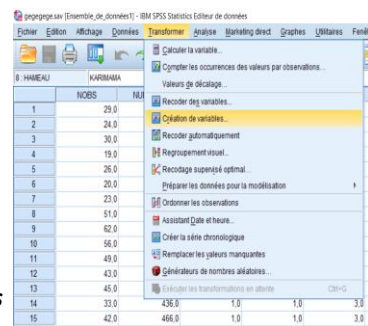 gegegege.sav [Ensemble_de_données1] - IBM SPSS Statistics Editeur de données
Fichier Edition Affichage Données Transformer Analyse Marketing direct Graphes Utilitaires Fenê
8 : HAMEAU KARIMAMA
NOBS NU
1 29,0
2 24,0
3 30,0
4 19,0
5 26,0
6 20,0
7 23,0
8 51,0
9 62,0
10 56,0
11 49,0
12 43,0
13 45,0
14 33,0 436,0 1,0 1,0 3,0
15 42,0 466,0 1,0 1,0 3,0
Calculer la variable...
Compter les occurrences des valeurs par observations...
Valeurs de décalage...
Recoder des variables...
Création de variables...
Recoder automatiquement
Regroupement visuel...
Recodage supervisé optimal...
Préparer les données pour la modélisation
Ordonner les observations
Assistant Date et heure...
Créer la série chronologique
Remplacer les valeurs manquantes
Générateurs de nombres aléatoires...
Exécuter les transformations en attente Ctrl+G
s